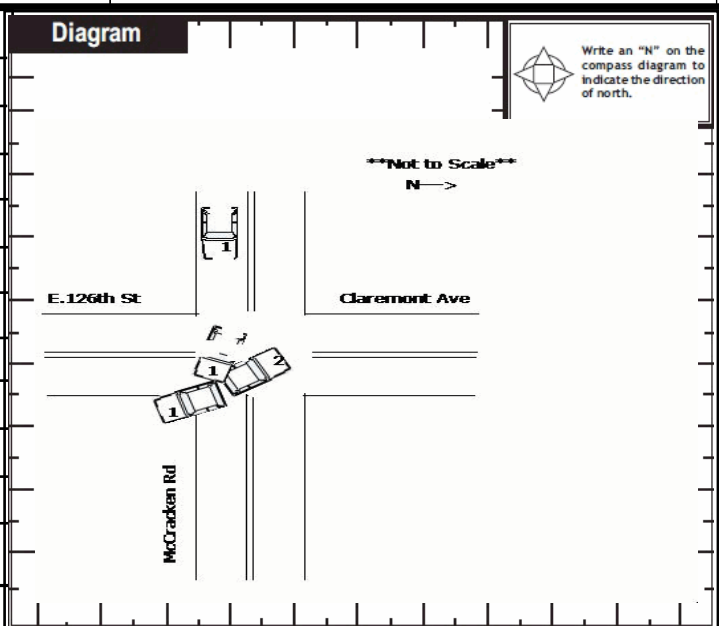 Diagram
Write an “N” on the
compass diagram to
indicate the direction
of north.
**Not to Scale**
N—>
1
E.126th St
Claremont Ave
1
2
1
McCracken Rd